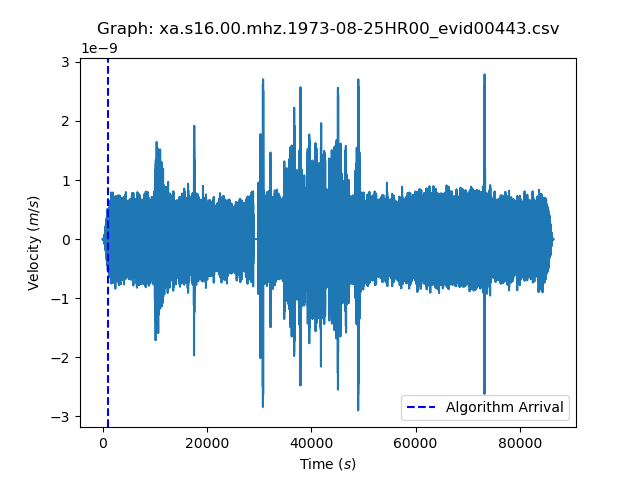 Graph: xa.s16.00.mhz.1973-08-25HR00_evid00443.csv
1e−9
3
2
1
0
−1
−2
−3
Velocity (m/s)
0 20000 40000 60000 80000
Time (s)
Algorithm Arrival